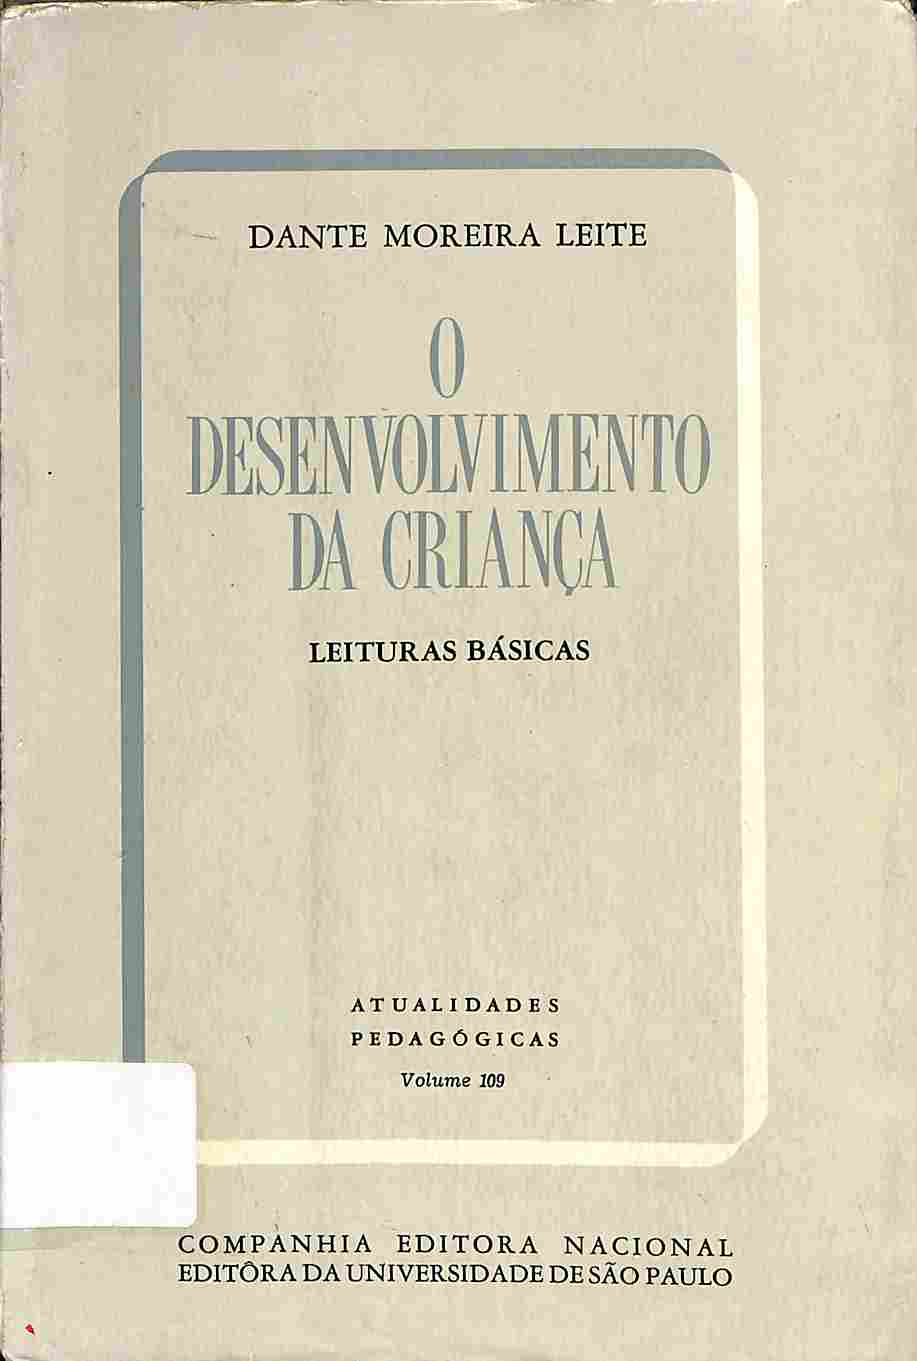 DANTE MOREIRA LEITE
O
DESENVOLVIMENTO
DA CRIANÇA
LEITURAS BÁSICAS
ATUALIDADES
PEDAGÓGICAS
Volume 109
COMPANHIA EDITORA NACIONAL
EDITÔRA DA UNIVERSIDADE DE SÃO PAULO